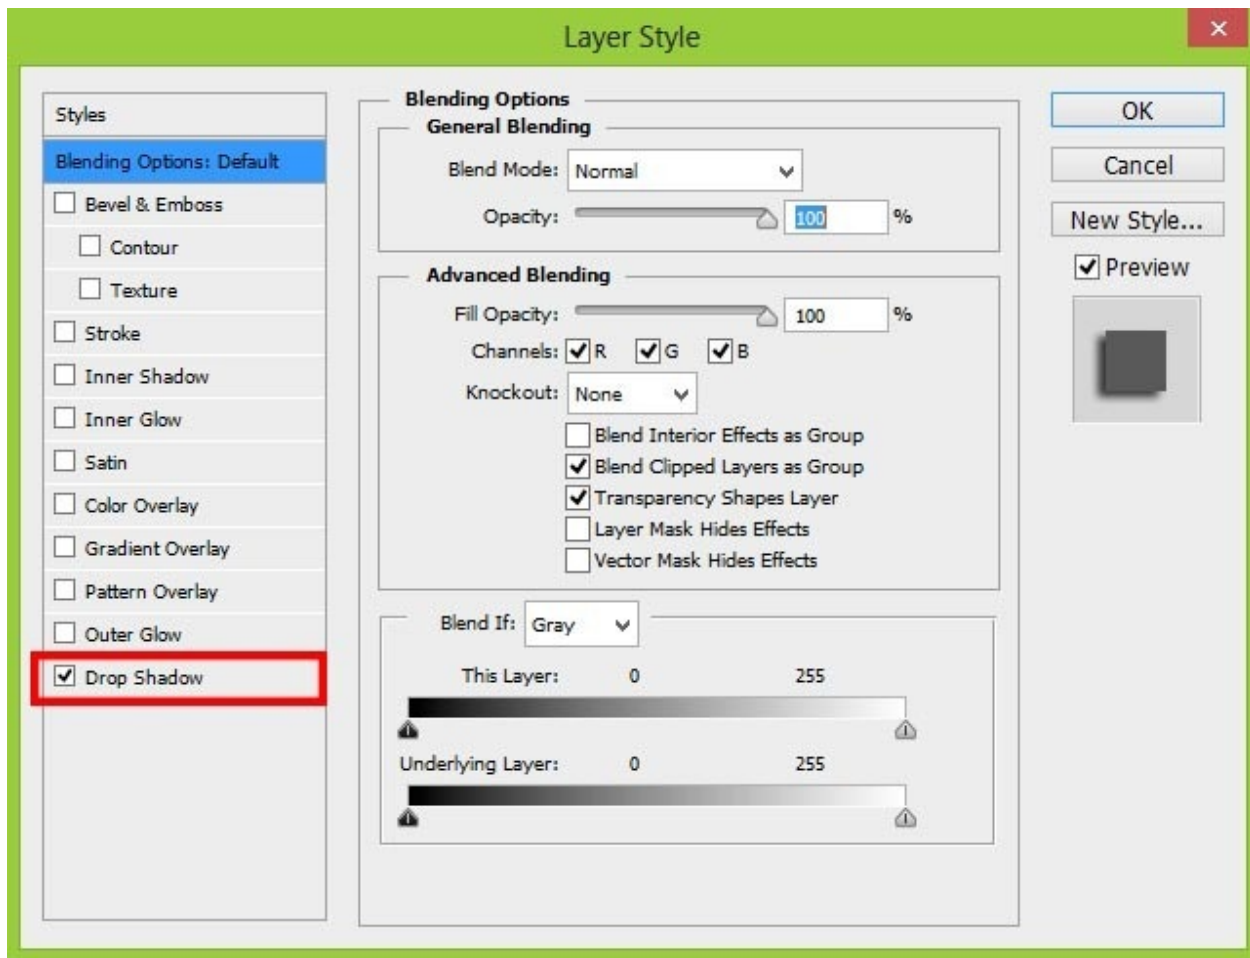 Layer Style
Styles
Blending Options: Default
Bevel & Emboss
Contour
Texture
Stroke
Inner Shadow
Inner Glow
Satin
Color Overlay
Gradient Overlay
Pattern Overlay
Outer Glow
Drop Shadow
Blending Options
General Blending
Blend Mode: Normal
Opacity: 100 %
Advanced Blending
Fill Opacity: 100 %
Channels: R G B
Knockout: None
Blend Interior Effects as Group
Blend Clipped Layers as Group
Transparency Shapes Layer
Layer Mask Hides Effects
Vector Mask Hides Effects
Blend If: Gray
This Layer: 0 255
Underlying Layer: 0 255
OK
Cancel
New Style...
Preview